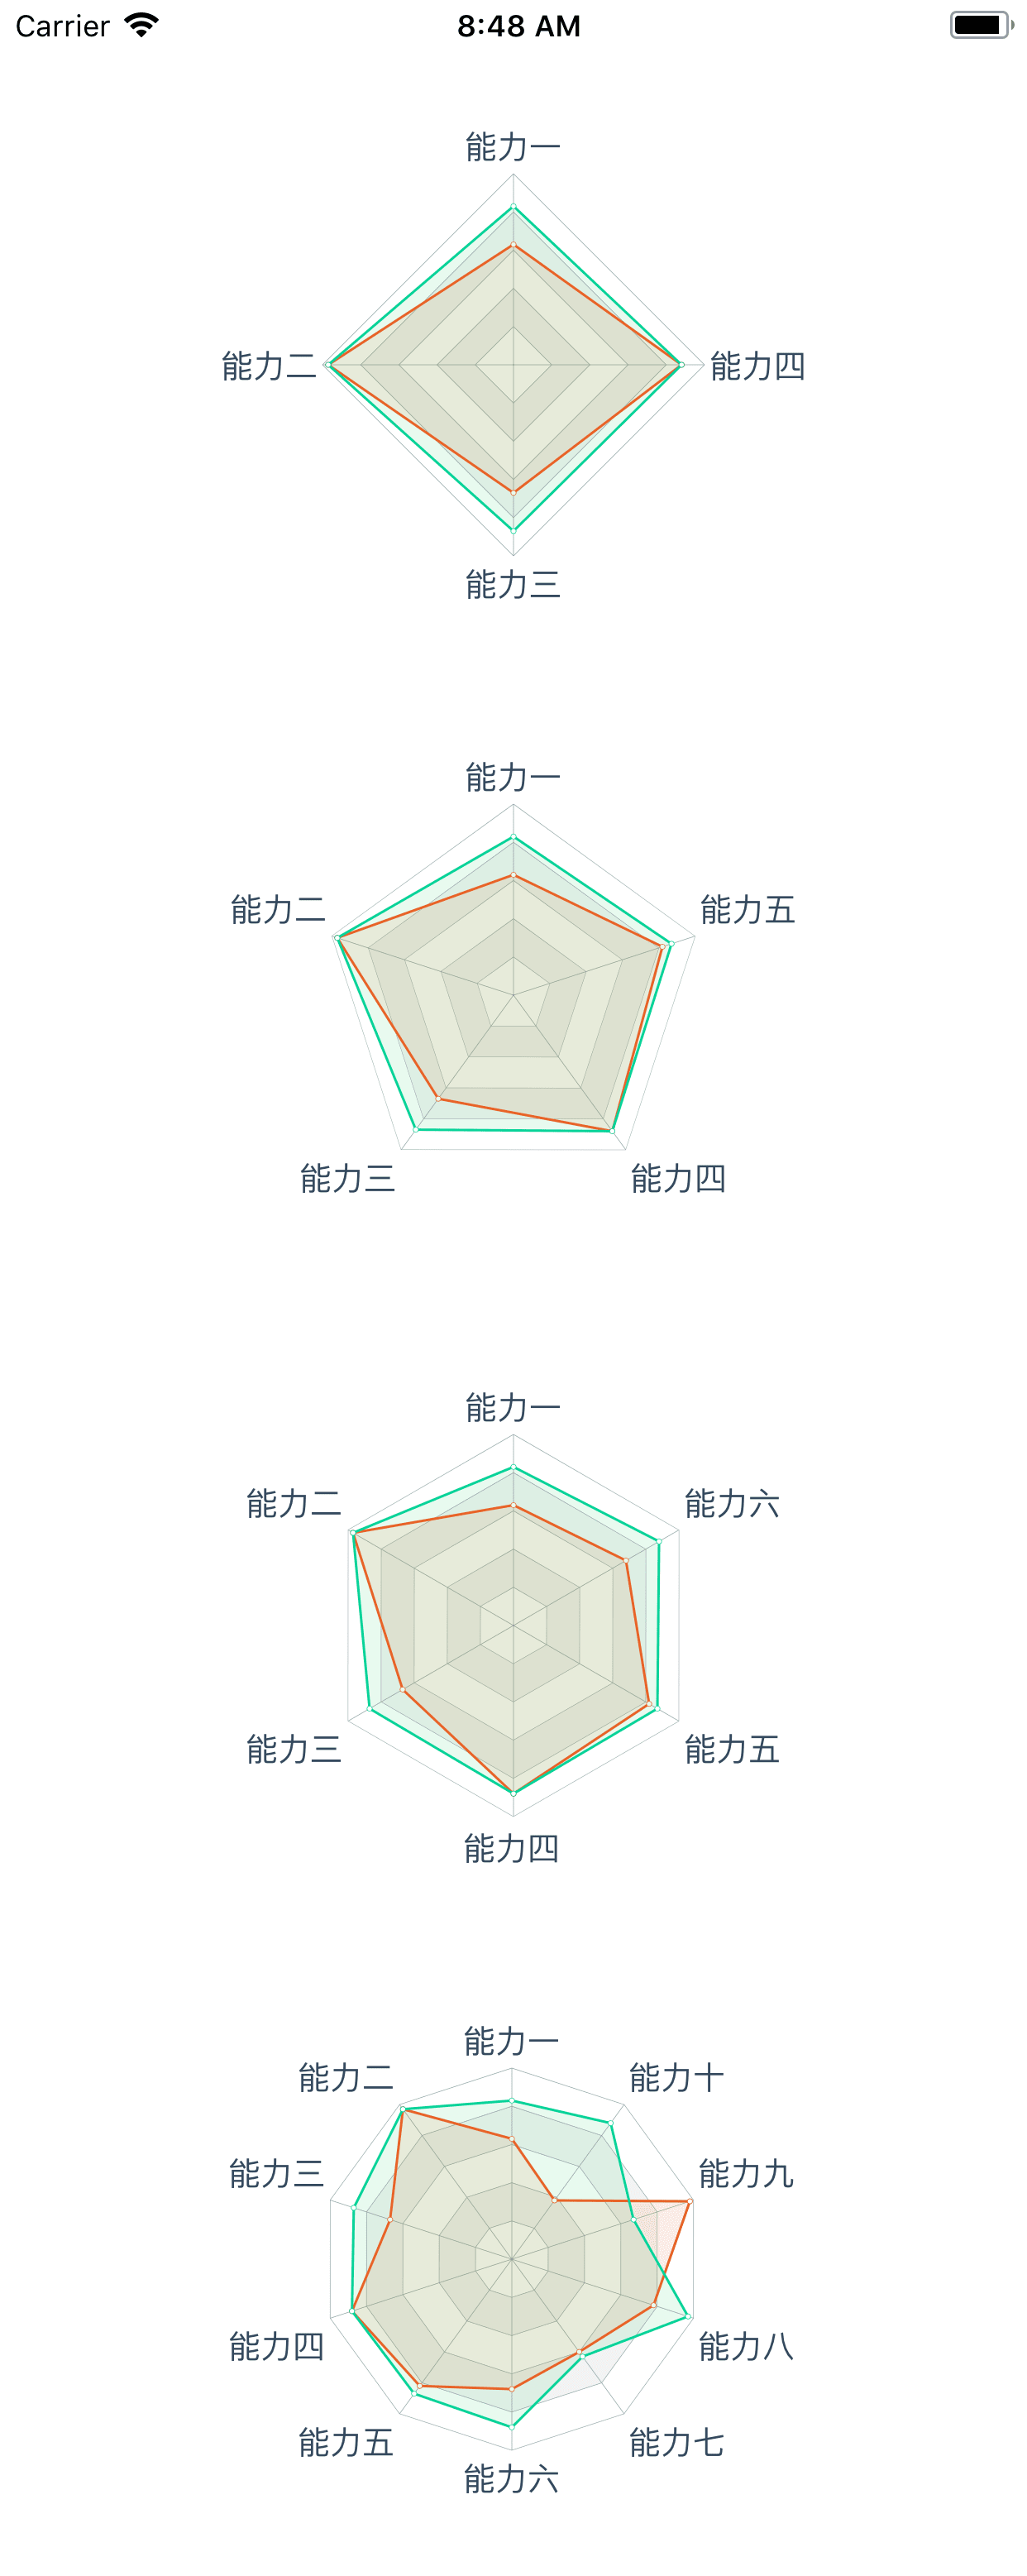 Carrier 8:48 AM
能力一
能力二 能力四
能力三
能力一
能力二 能力五
能力三 能力四
能力一
能力二 能力六
能力三 能力五
能力四
能力一
能力二 能力十
能力三 能力九
能力四 能力八
能力五 能力七
能力六